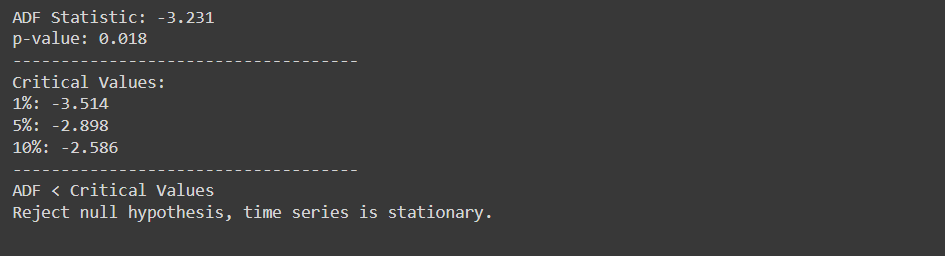 ADF Statistic: -3.231
p-value: 0.018
-----------------------------------
Critical Values:
1%: -3.514
5%: -2.898
10%: -2.586
-----------------------------------
ADF < Critical Values
Reject null hypothesis, time series is stationary.